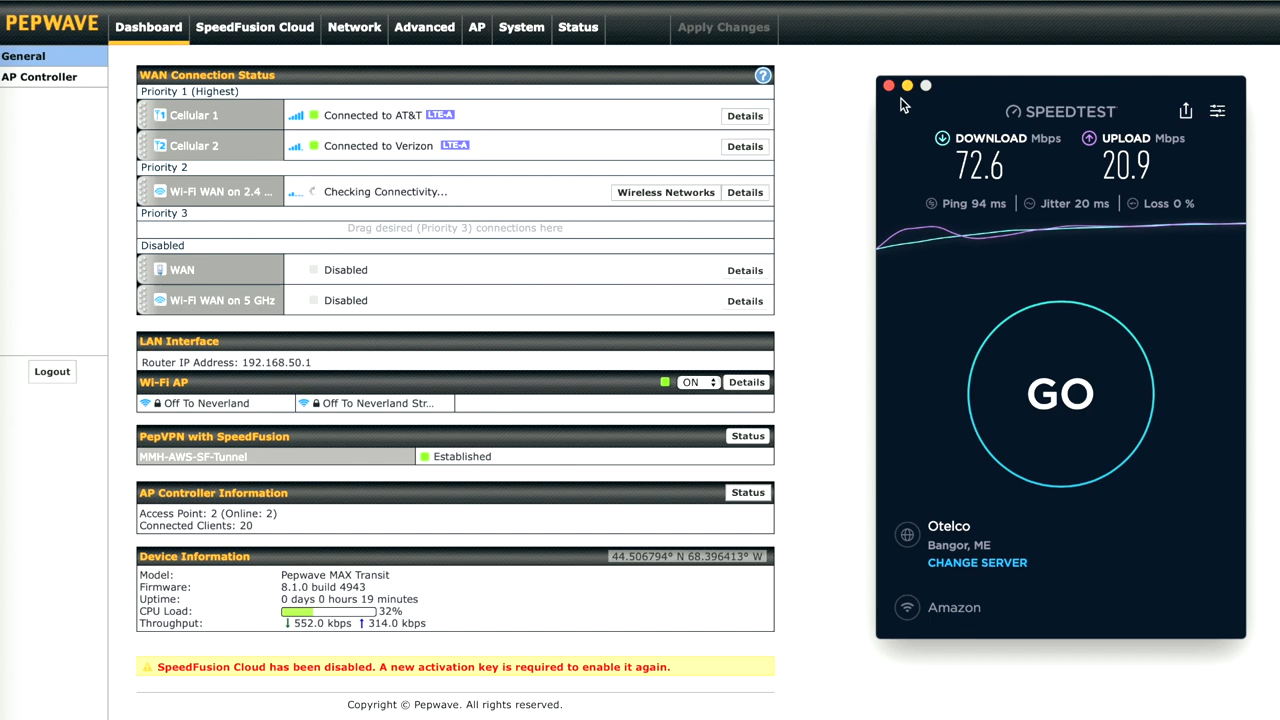 PEPWAVE
Dashboard SpeedFusion Cloud Network Advanced AP System Status Apply Changes
General
AP Controller
Logout
WAN Connection Status ?
Priority 1 (Highest)
1 Cellular 1 Connected to AT&T LTE-A Details
2 Cellular 2 Connected to Verizon LTE-A Details
Priority 2
Wi-Fi WAN on 2.4 ... Checking Connectivity... Wireless Networks Details
Priority 3
Drag desired (Priority 3) connections here
Disabled
WAN Disabled Details
Wi-Fi WAN on 5 GHz Disabled Details
LAN Interface
Router IP Address: 192.168.50.1
Wi-Fi AP ON Details
Off To Neverland Off To Neverland Str...
PepVPN with SpeedFusion Status
MMH-AWS-SF-Tunnel Established
AP Controller Information Status
Access Point: 2 (Online: 2)
Connected Clients: 20
Device Information 44.506794° N 68.396413° W
Model: Pepwave MAX Transit
Firmware: 8.1.0 build 4943
Uptime: 0 days 0 hours 19 minutes
CPU Load: 32%
Throughput: 552.0 kbps 314.0 kbps
SpeedFusion Cloud has been disabled. A new activation key is required to enable it again.
Copyright © Pepwave. All rights reserved.
SPEEDTEST
DOWNLOAD Mbps UPLOAD Mbps
72.6 20.9
Ping 94 ms Jitter 20 ms Loss 0 %
GO
Otelco
Bangor, ME
CHANGE SERVER
Amazon